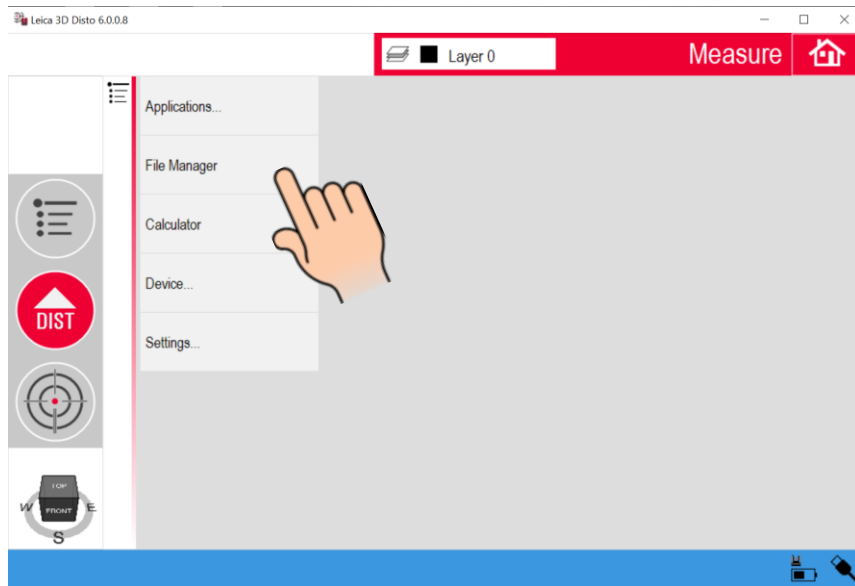 Leica 3D Disto 6.0.0.8
Layer 0
Measure
Applications...
File Manager
Calculator
Device...
DIST
Settings...
TOP
W FRONT E
S